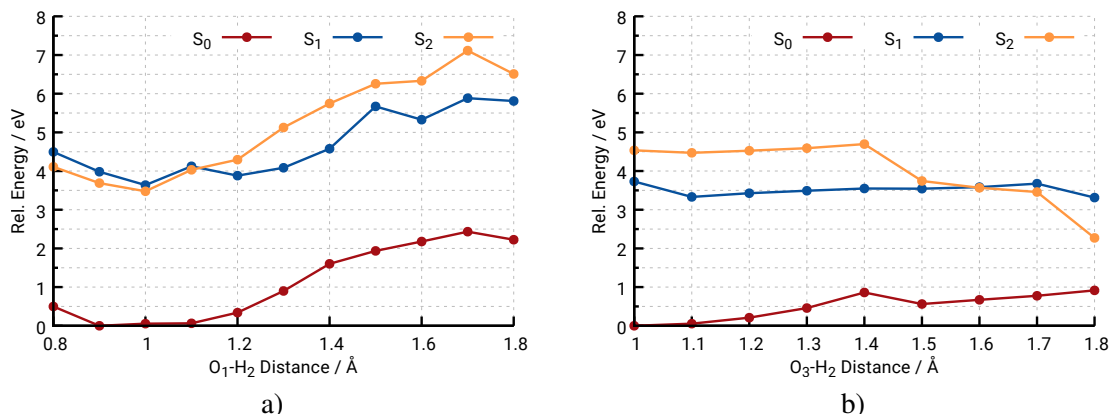 S0 S1 S2
8
7
6
5
4
3
2
1
0
Rel. Energy / eV
0.8 1 1.2 1.4 1.6 1.8
O1-H2 Distance / Å
a)
S0 S1 S2
8
7
6
5
4
3
2
1
0
Rel. Energy / eV
1 1.1 1.2 1.3 1.4 1.5 1.6 1.7 1.8
O3-H2 Distance / Å
b)